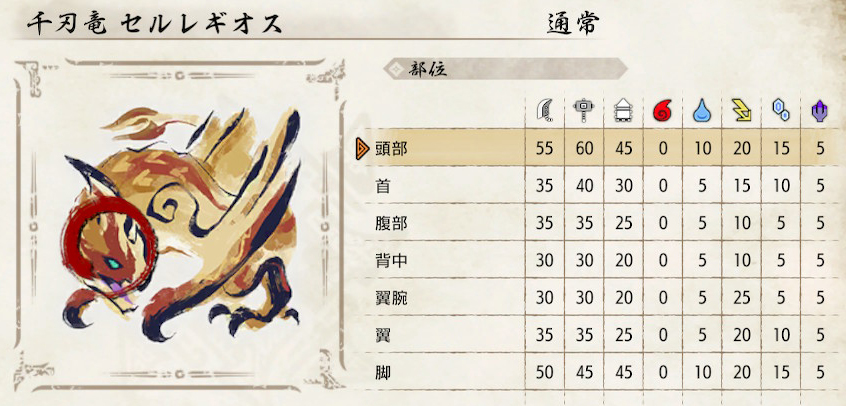 千刃竜 セルレギオス 通常
部位
頭部 55 60 45 0 10 20 15 5
首 35 40 30 0 5 15 10 5
腹部 35 35 25 0 5 10 5 5
背中 30 30 20 0 5 10 5 5
翼腕 30 30 20 0 5 25 5 5
翼 35 35 25 0 5 20 10 5
脚 50 45 45 0 10 20 15 5